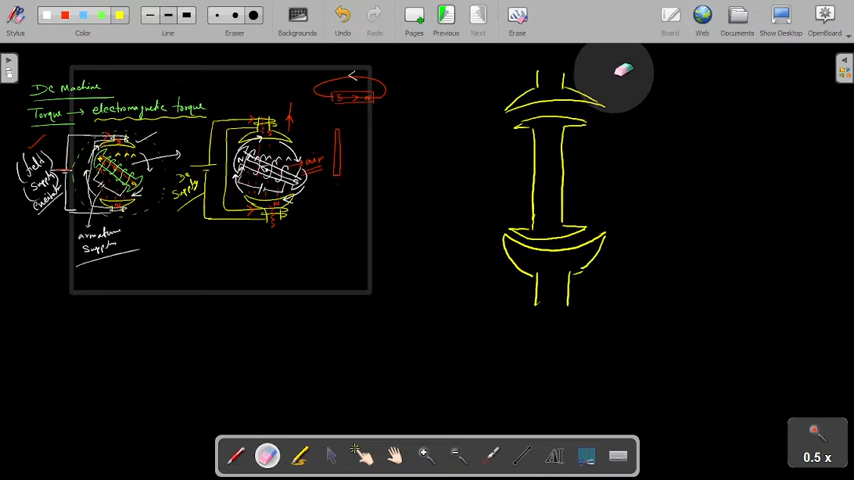 Stylus
Color
Line
Eraser
Backgrounds
Undo
Redo
Pages
Previous
Next
Erase
Board
Web
Documents
Show Desktop
OpenBoard
Dc Machine
Torque → electromagnetic torque
(field
Supply
armature
Supply
Dc
Supply
air
S > N
0.5 x